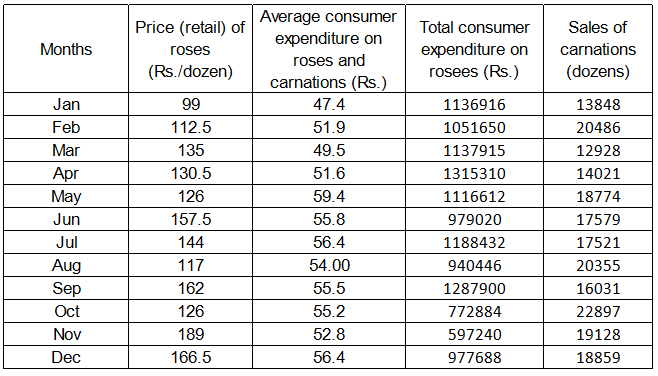 Months Price (retail) of roses (Rs./dozen) Average consumer expenditure on roses and carnations (Rs.) Total consumer expenditure on rosees (Rs.) Sales of carnations (dozens)
Jan 99 47.4 1136916 13848
Feb 112.5 51.9 1051650 20486
Mar 135 49.5 1137915 12928
Apr 130.5 51.6 1315310 14021
May 126 59.4 1116612 18774
Jun 157.5 55.8 979020 17579
Jul 144 56.4 1188432 17521
Aug 117 54.00 940446 20355
Sep 162 55.5 1287900 16031
Oct 126 55.2 772884 22897
Nov 189 52.8 597240 19128
Dec 166.5 56.4 977688 18859